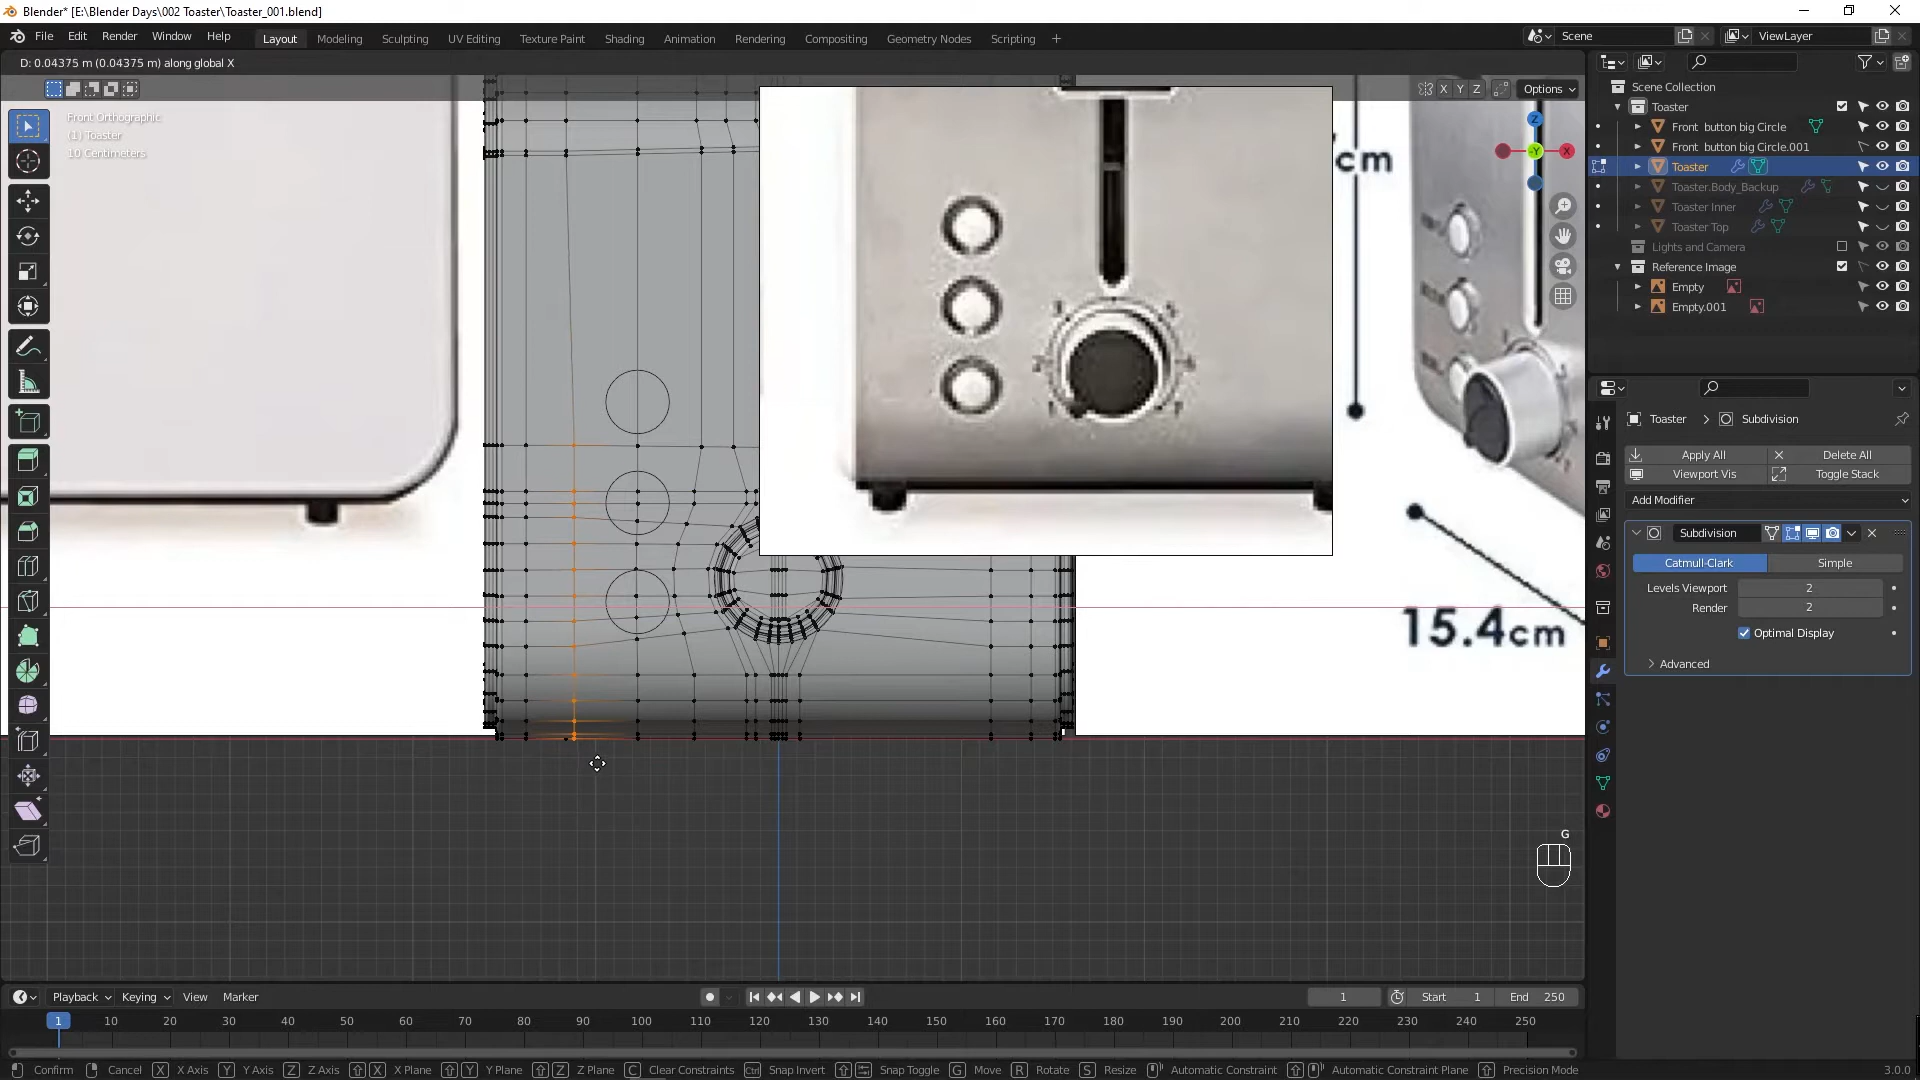 Blender* [E:\Blender Days\002 Toaster\Toaster_001.blend]
File Edit Render Window Help Layout Modeling Sculpting UV Editing Texture Paint Shading Animation Rendering Compositing Geometry Nodes Scripting + Scene ViewLayer
D: 0.04375 m (0.04375 m) along global X
X Y Z Options
Front Orthographic
(1) Toaster
10 Centimeters
Z
X
-Y
cm
15.4cm
G
Scene Collection
Toaster
Front button big Circle
Front button big Circle.001
Toaster
Toaster.Body_Backup
Toaster Inner
Toaster Top
Lights and Camera
Reference Image
Empty
Empty.001
Toaster > Subdivision
Apply All Delete All
Viewport Vis Toggle Stack
Add Modifier
Subdivision
Catmull-Clark Simple
Levels Viewport 2
Render 2
Optimal Display
Advanced
Playback Keying View Marker 1 Start 1 End 250
1 10 20 30 40 50 60 70 80 90 100 110 120 130 140 150 160 170 180 190 200 210 220 230 240 250
Confirm Cancel X X Axis Y Y Axis Z Z Axis X X Plane Y Y Plane Z Z Plane C Clear Constraints Ctrl Snap Invert Snap Toggle G Move R Rotate S Resize Automatic Constraint Automatic Constraint Plane Precision Mode 3.0.0